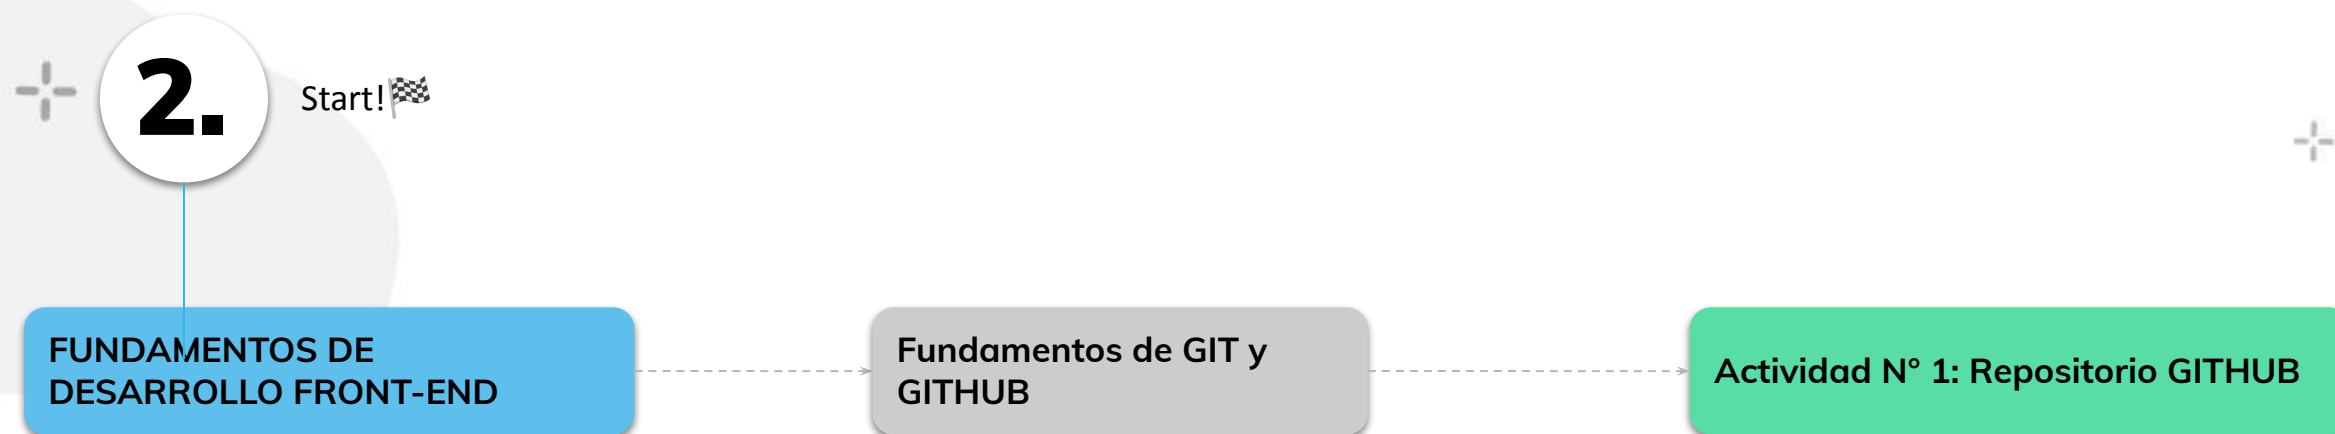 2.
Start!🏁
FUNDAMENTOS DE
DESARROLLO FRONT-END
Fundamentos de GIT y
GITHUB
Actividad N° 1: Repositorio GITHUB